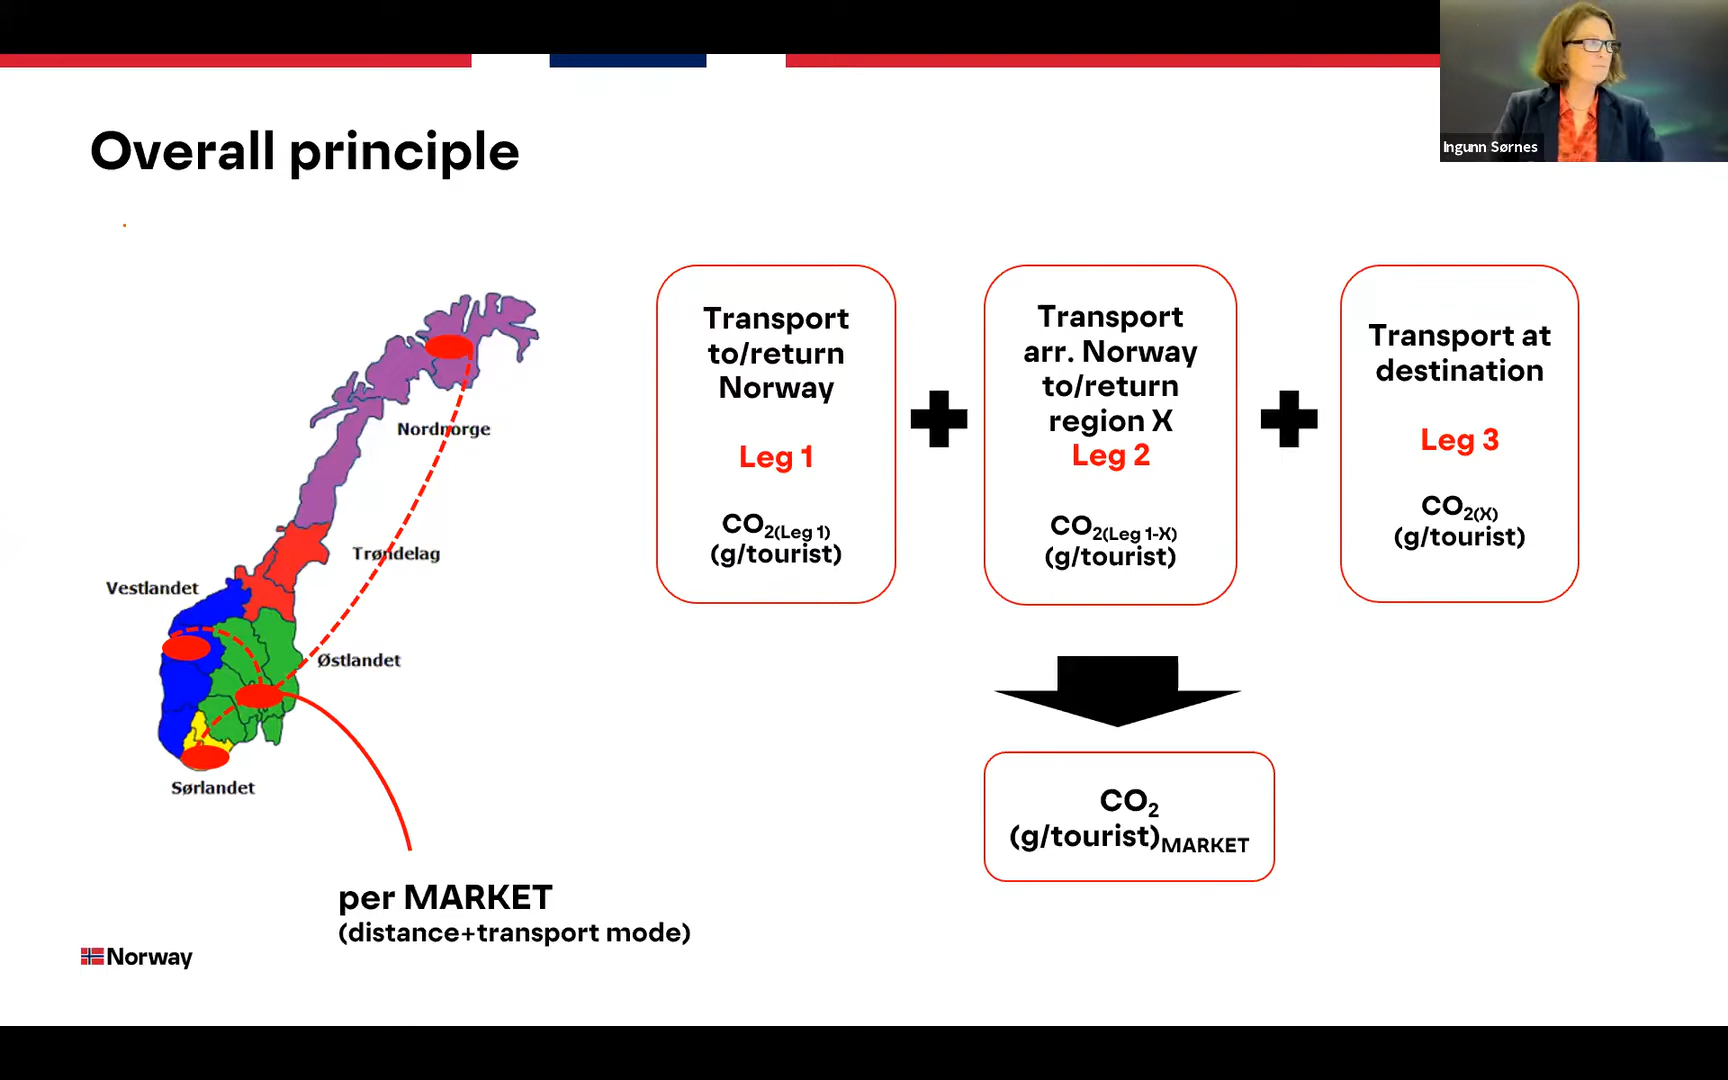 Ingunn Sørnes
Overall principle
Nordnorge
Trøndelag
Vestlandet
Østlandet
Sørlandet
per MARKET
(distance+transport mode)
Transport
to/return
Norway
Leg 1
CO2(Leg 1)
(g/tourist)
Transport
arr. Norway
to/return
region X
Leg 2
CO2(Leg 1-X)
(g/tourist)
Transport at
destination
Leg 3
CO2(X)
(g/tourist)
CO2
(g/tourist)MARKET
Norway